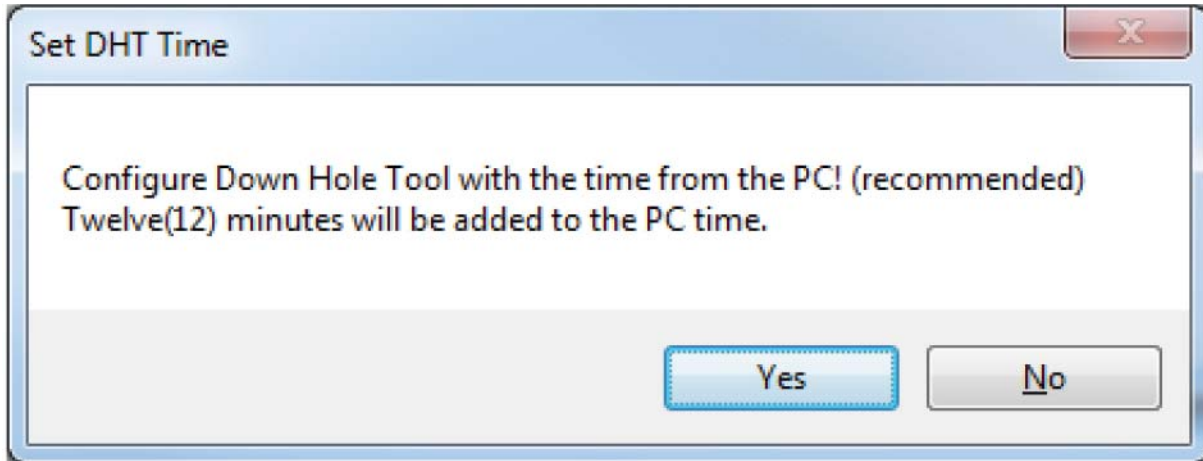 Set DHT Time
Configure Down Hole Tool with the time from the PC! (recommended)
Twelve(12) minutes will be added to the PC time.
Yes
No